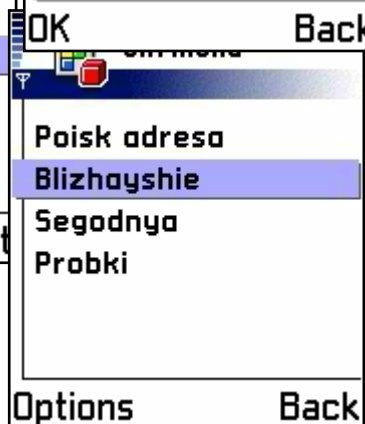 OK Back
Poisk adresa
Blizhayshie
Segodnya
Probki
Options Back